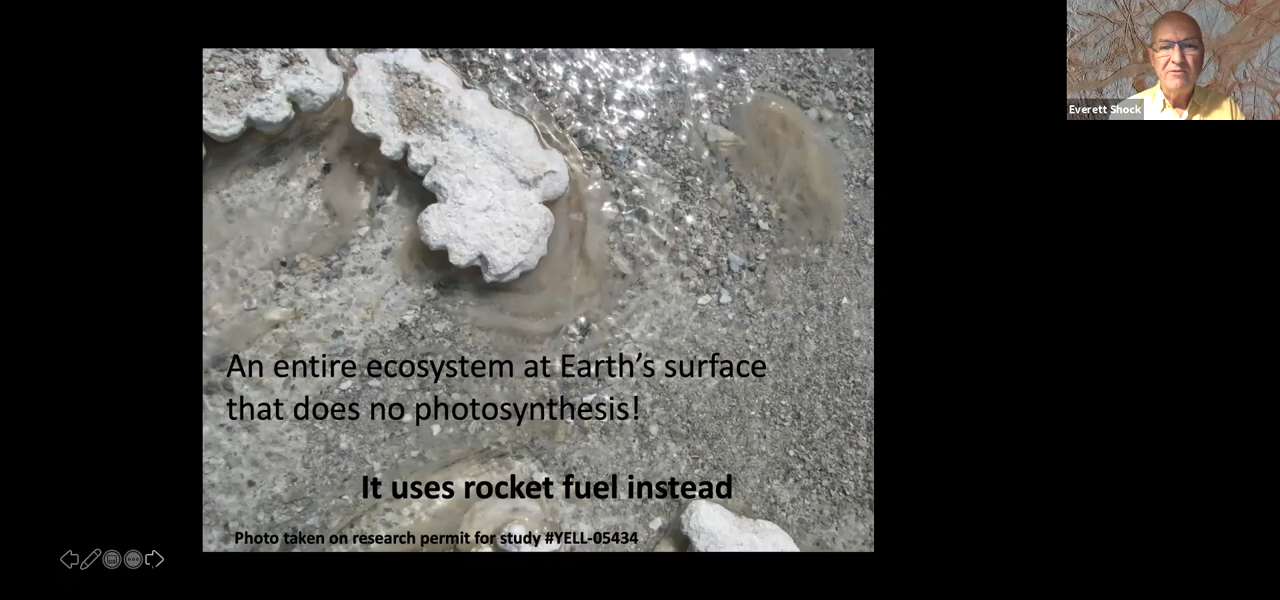 Everett Shock
An entire ecosystem at Earth's surface
that does no photosynthesis!
It uses rocket fuel instead
Photo taken on research permit for study #YELL-05434